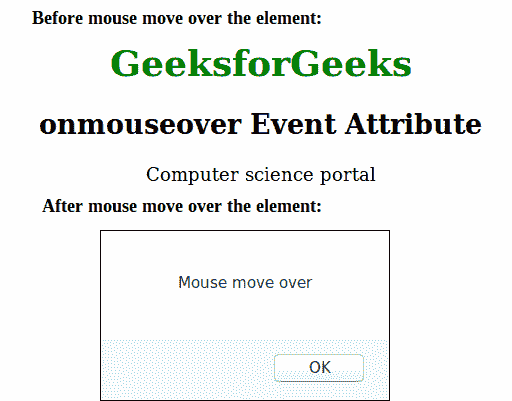 Before mouse move over the element:
GeeksforGeeks
onmouseover Event Attribute
Computer science portal
After mouse move over the element:
Mouse move over
OK